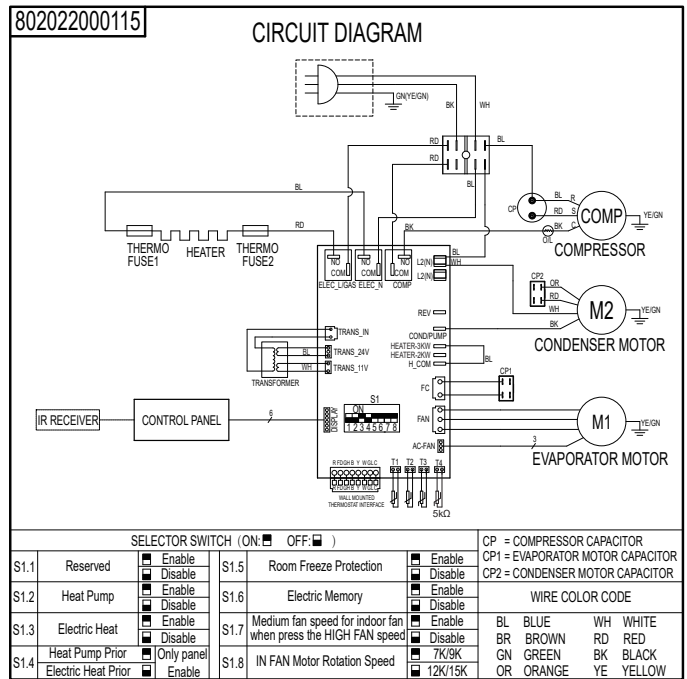 802022000115
CIRCUIT DIAGRAM
GN(YE/GN)
BK
WH
RD
BL
RD
BL
BL
CP
BL R
RD S
BK C
OIL
COMP
YE/GN
COMPRESSOR
BL
RD
BK
THERMO FUSE1
HEATER
THERMO FUSE2
NO
COM
NO
COM
NO
COM
ELEC_L/GAS
ELEC_N
COMP
L2(N)
BL
WH
L2(N)
CP2
OR
RD
WH
BK
M2
YE/GN
CONDENSER MOTOR
REV
COND/PUMP
HEATER-3KW
HEATER-2KW
H_COM
BL
TRANS_IN
BL
TRANS_24V
WH
TRANS_11V
TRANSFORMER
CP1
FC
S1
ON
1 2 3 4 5 6 7 8
IR RECEIVER
CONTROL PANEL
6
DISPLAY
FAN
AC-FAN
3
M1
YE/GN
EVAPORATOR MOTOR
R FDGH B Y W GL C
R FDGH B Y W GL C
WALL MOUNTED
THERMOSTAT INTERFACE
T1 T2 T3 T4
5kΩ
SELECTOR SWITCH (ON: OFF: )
S1.1 Reserved Enable
Disable
S1.2 Heat Pump Enable
Disable
S1.3 Electric Heat Enable
Disable
S1.4 Heat Pump Prior Only panel
Electric Heat Prior Enable
S1.5 Room Freeze Protection Enable
Disable
S1.6 Electric Memory Enable
Disable
S1.7 Medium fan speed for indoor fan Enable
when press the HIGH FAN speed Disable
S1.8 IN FAN Motor Rotation Speed 7K/9K
12K/15K
CP = COMPRESSOR CAPACITOR
CP1 = EVAPORATOR MOTOR CAPACITOR
CP2 = CONDENSER MOTOR CAPACITOR
WIRE COLOR CODE
BL BLUE WH WHITE
BR BROWN RD RED
GN GREEN BK BLACK
OR ORANGE YE YELLOW